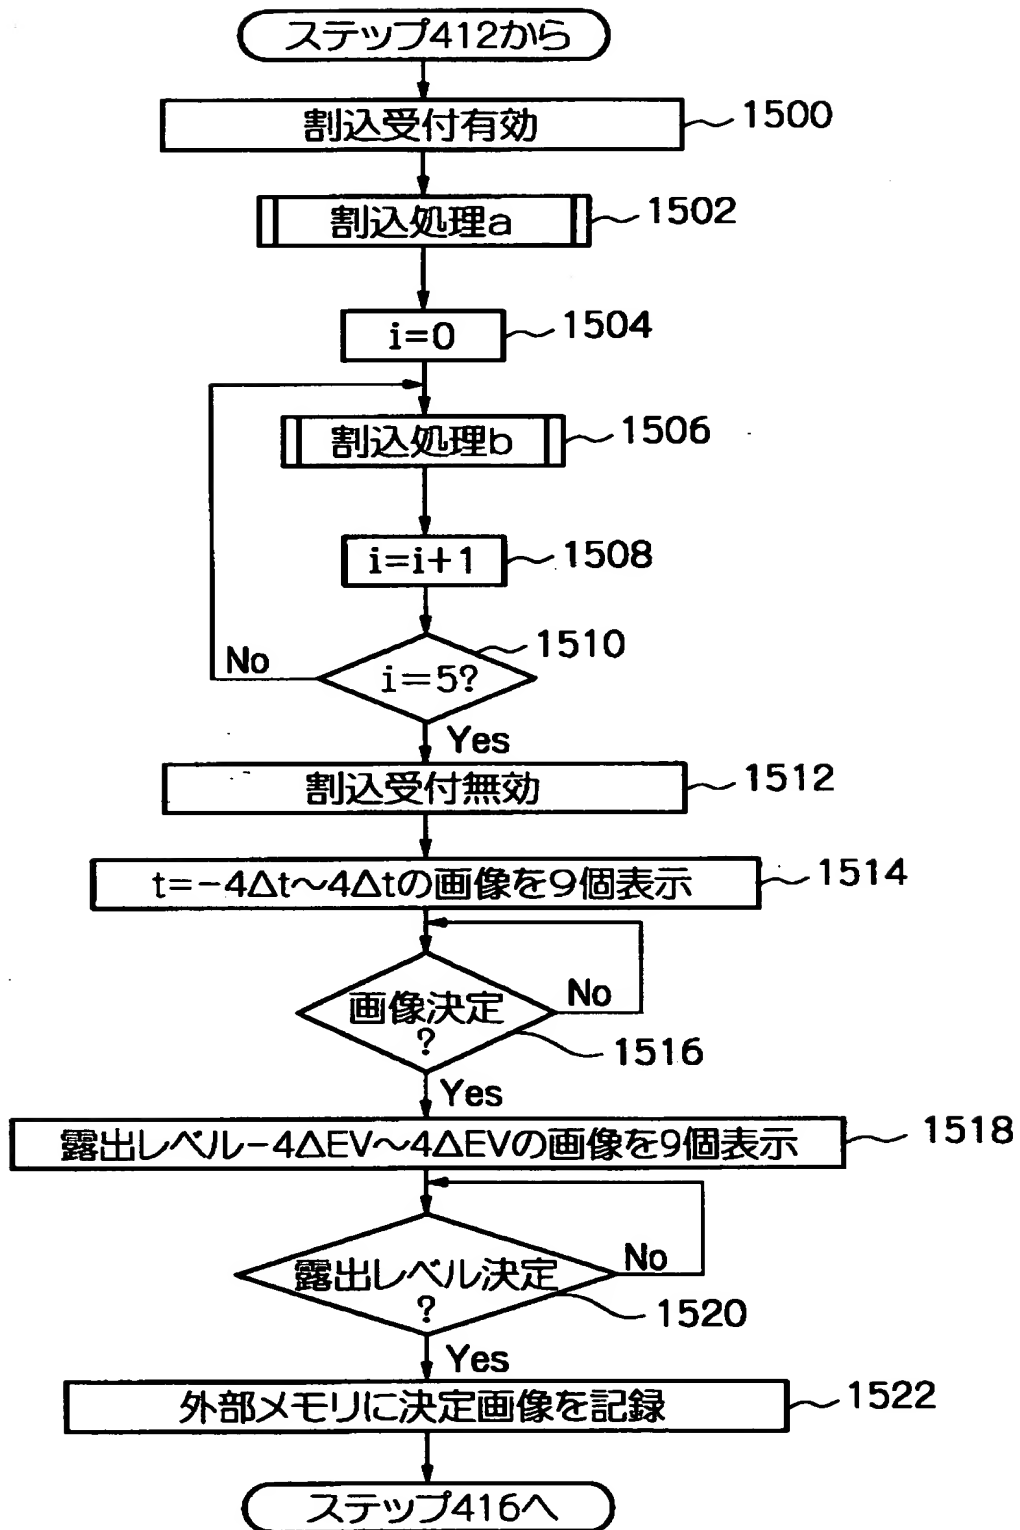 ステップ412から
割込受付有効
1500
割込処理a
1502
i=0
1504
割込処理b
1506
i=i+1
1508
1510
No
i=5?
Yes
割込受付無効
1512
t=-4Δt～4Δtの画像を9個表示
1514
画像決定
?
No
1516
Yes
露出レベル-4ΔEV～4ΔEVの画像を9個表示
1518
露出レベル決定
?
No
1520
Yes
外部メモリに決定画像を記録
1522
ステップ416へ